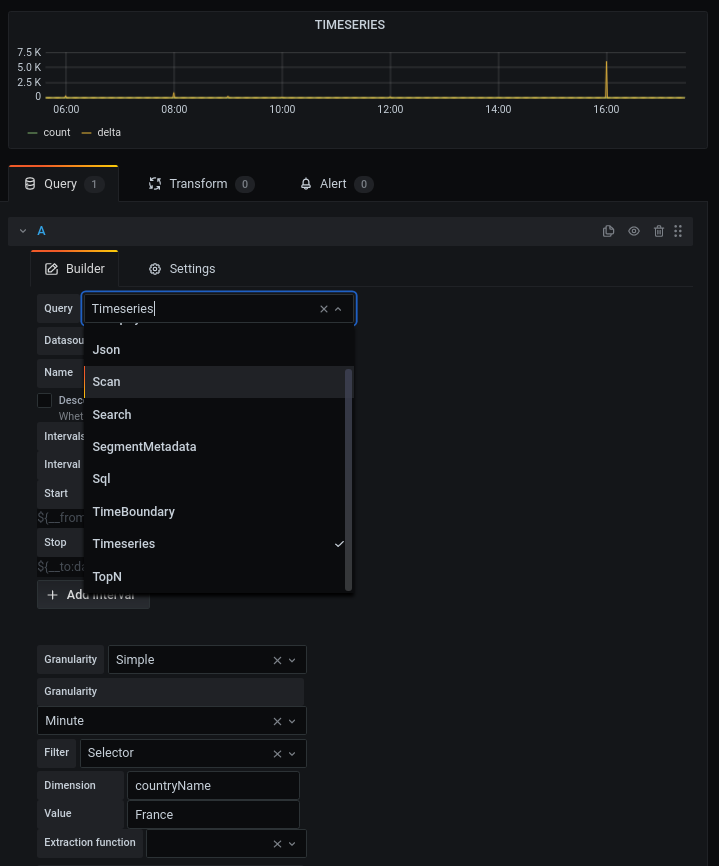 TIMESERIES
7.5 K
5.0 K
2.5 K
0
06:00 08:00 10:00 12:00 14:00 16:00
count delta
Query 1 Transform 0 Alert 0
A
Builder Settings
Query Timeseries
Datasou
Json
Name
Scan
Desc
Search
Whet
Intervals
SegmentMetadata
Interval
Sql
Start
TimeBoundary
${__from
Stop
Timeseries
${__to:da
TopN
Add Interval
Granularity Simple
Granularity
Minute
Filter Selector
Dimension countryName
Value France
Extraction function